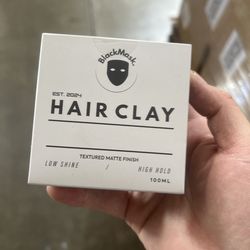 BlackMask.
EST. 2024
HAIR CLAY
TEXTURED MATTE FINISH
LOW SHINE / HIGH HOLD
100ML